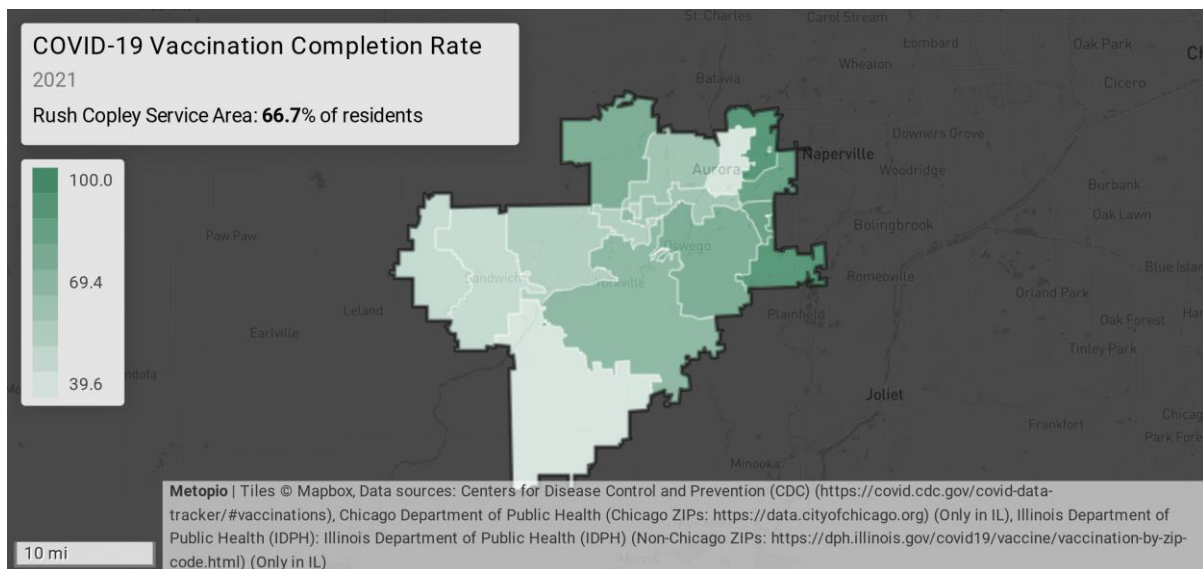 COVID-19 Vaccination Completion Rate
2021
Rush Copley Service Area: 66.7% of residents
100.0
69.4
39.6
St. Charles
Carol Stream
Lombard
Oak Park
Wheaton
Cicero
Batavia
Downers Grove
Naperville
Woodridge
Aurora
Burbank
Oak Lawn
Bolingbrook
Paw Paw
Oswego
Sandwich
Yorkville
Romeoville
Blue Islan
Orland Park
Leland
Plainfield
Oak Forest
Earlville
Tinley Park
Joliet
Frankfort
Park Fore
Minooka
Metopio | Tiles © Mapbox, Data sources: Centers for Disease Control and Prevention (CDC) (https://covid.cdc.gov/covid-data-
tracker/#vaccinations), Chicago Department of Public Health (Chicago ZIPs: https://data.cityofchicago.org) (Only in IL), Illinois Department of
Public Health (IDPH): Illinois Department of Public Health (IDPH) (Non-Chicago ZIPs: https://dph.illinois.gov/covid19/vaccine/vaccination-by-zip-
code.html) (Only in IL)
10 mi